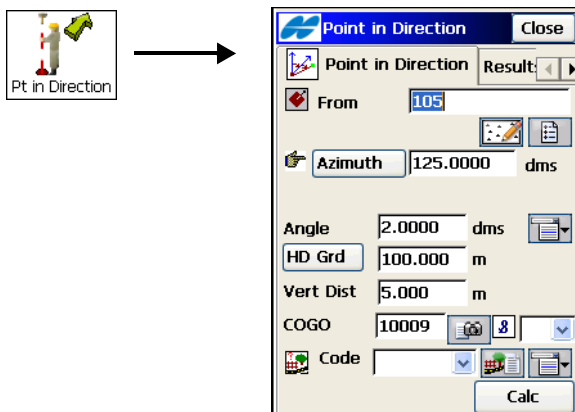 Pt in Direction
Point in Direction Close
Point in Direction Result
From 105
Azimuth 125.0000 dms
Angle 2.0000 dms
HD Grd 100.000 m
Vert Dist 5.000 m
COGO 10009
Code
Calc